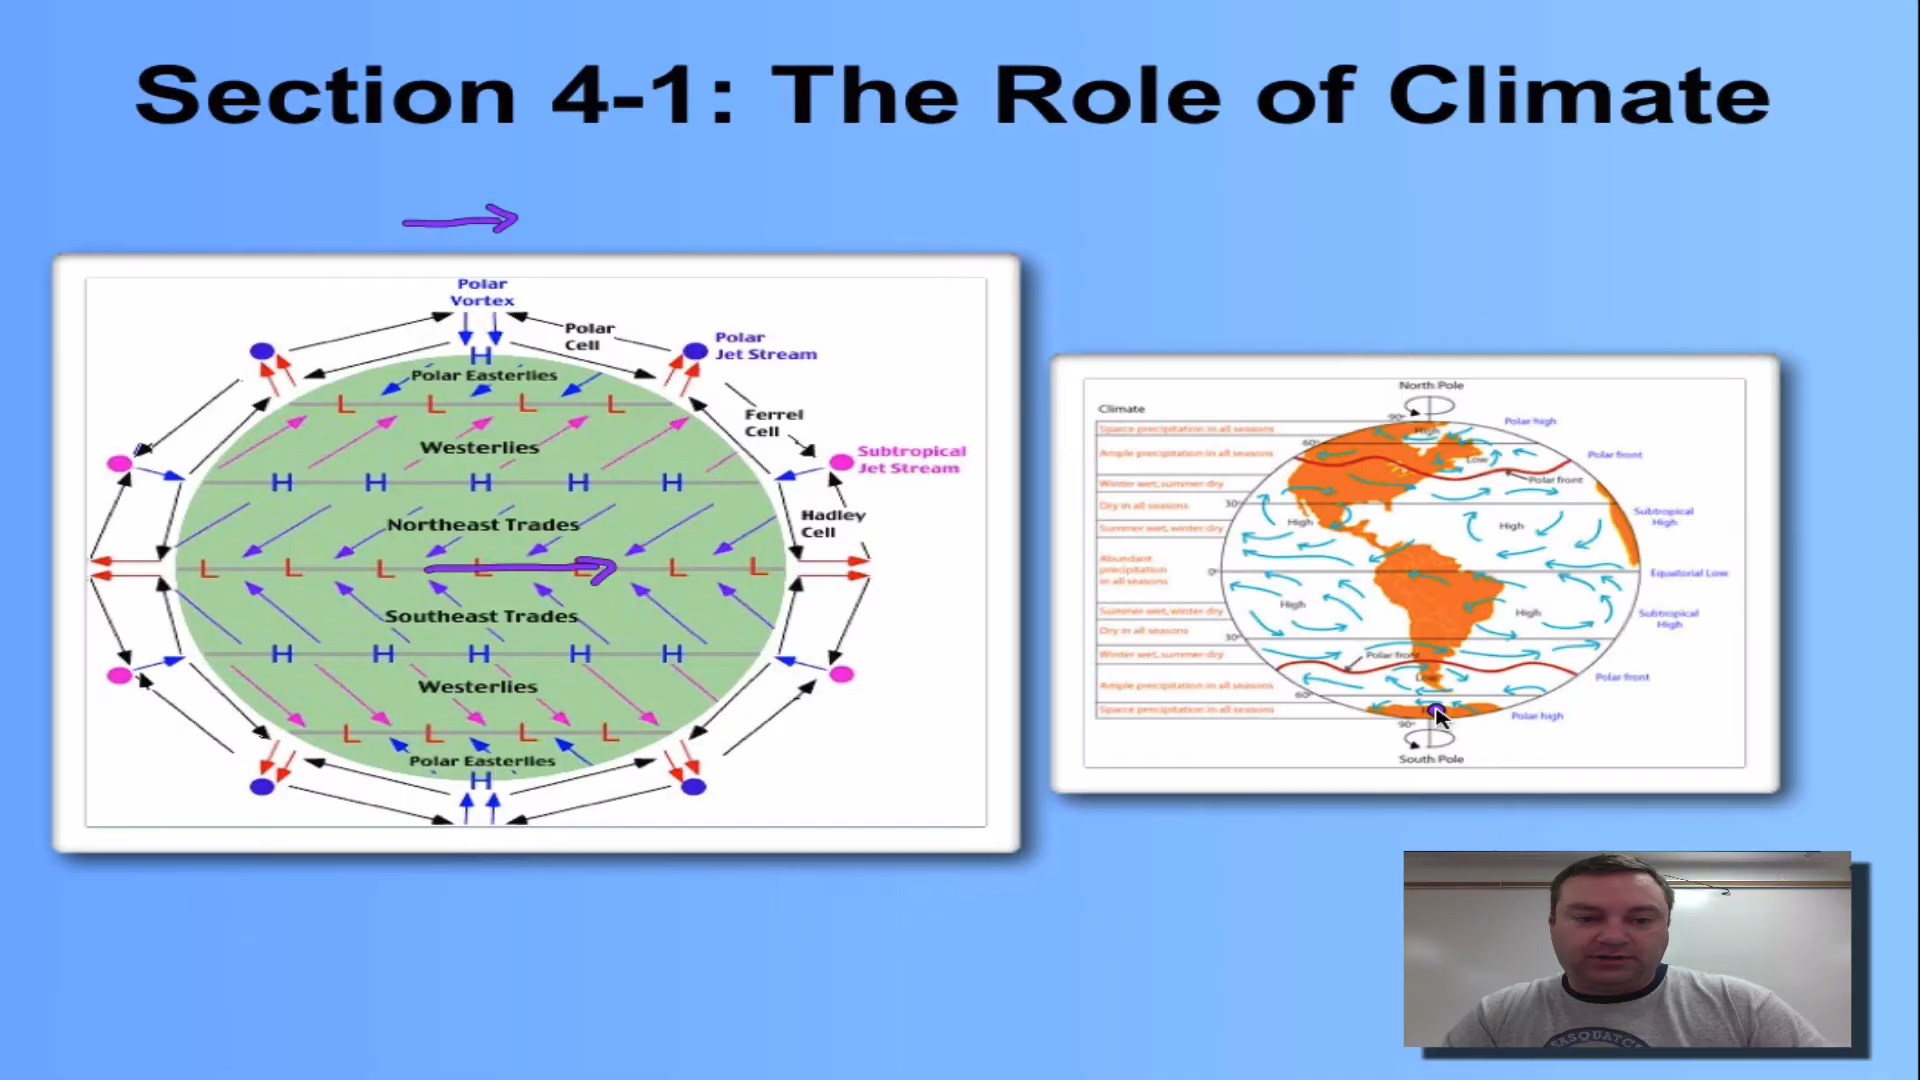 Section 4-1: The Role of Climate
Polar
Vortex
Polar
Cell
Polar
Jet Stream
H
Polar Easterlies
L L L L
Ferrel
Cell
Westerlies
Subtropical
Jet Stream
H H H H H
Northeast Trades
Hadley
Cell
L L L L L L L
Southeast Trades
H H H H H
Westerlies
L L L L
Polar Easterlies
H
North Pole
Climate
90°
Polar high
Sparce precipitation in all seasons
High
60°
Ample precipitation in all seasons
Low
Polar front
Winter wet, summer dry
Polar front
Dry in all seasons
30°
Subtropical
High
High
High
Summer wet, winter dry
Abundant
precipitation
in all seasons
0°
Equatorial Low
High
High
Summer wet, winter dry
Subtropical
High
Dry in all seasons
30°
Winter wet, summer dry
Polar front
Low
Polar front
Ample precipitation in all seasons
60°
Sparce precipitation in all seasons
Polar high
90°
South Pole
SASQUATC